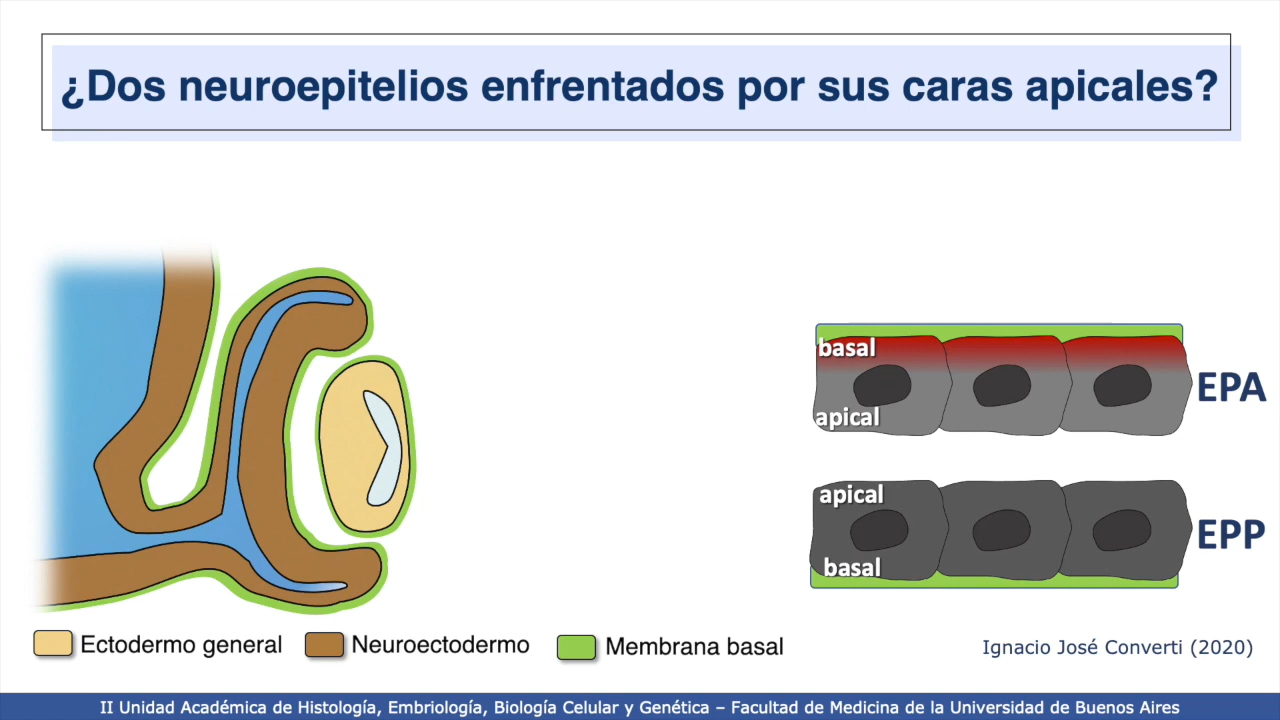 ¿Dos neuroepitelios enfrentados por sus caras apicales?
basal
apical
EPA
apical
basal
EPP
Ectodermo general
Neuroectodermo
Membrana basal
Ignacio José Converti (2020)
II Unidad Académica de Histología, Embriología, Biología Celular y Genética – Facultad de Medicina de la Universidad de Buenos Aires